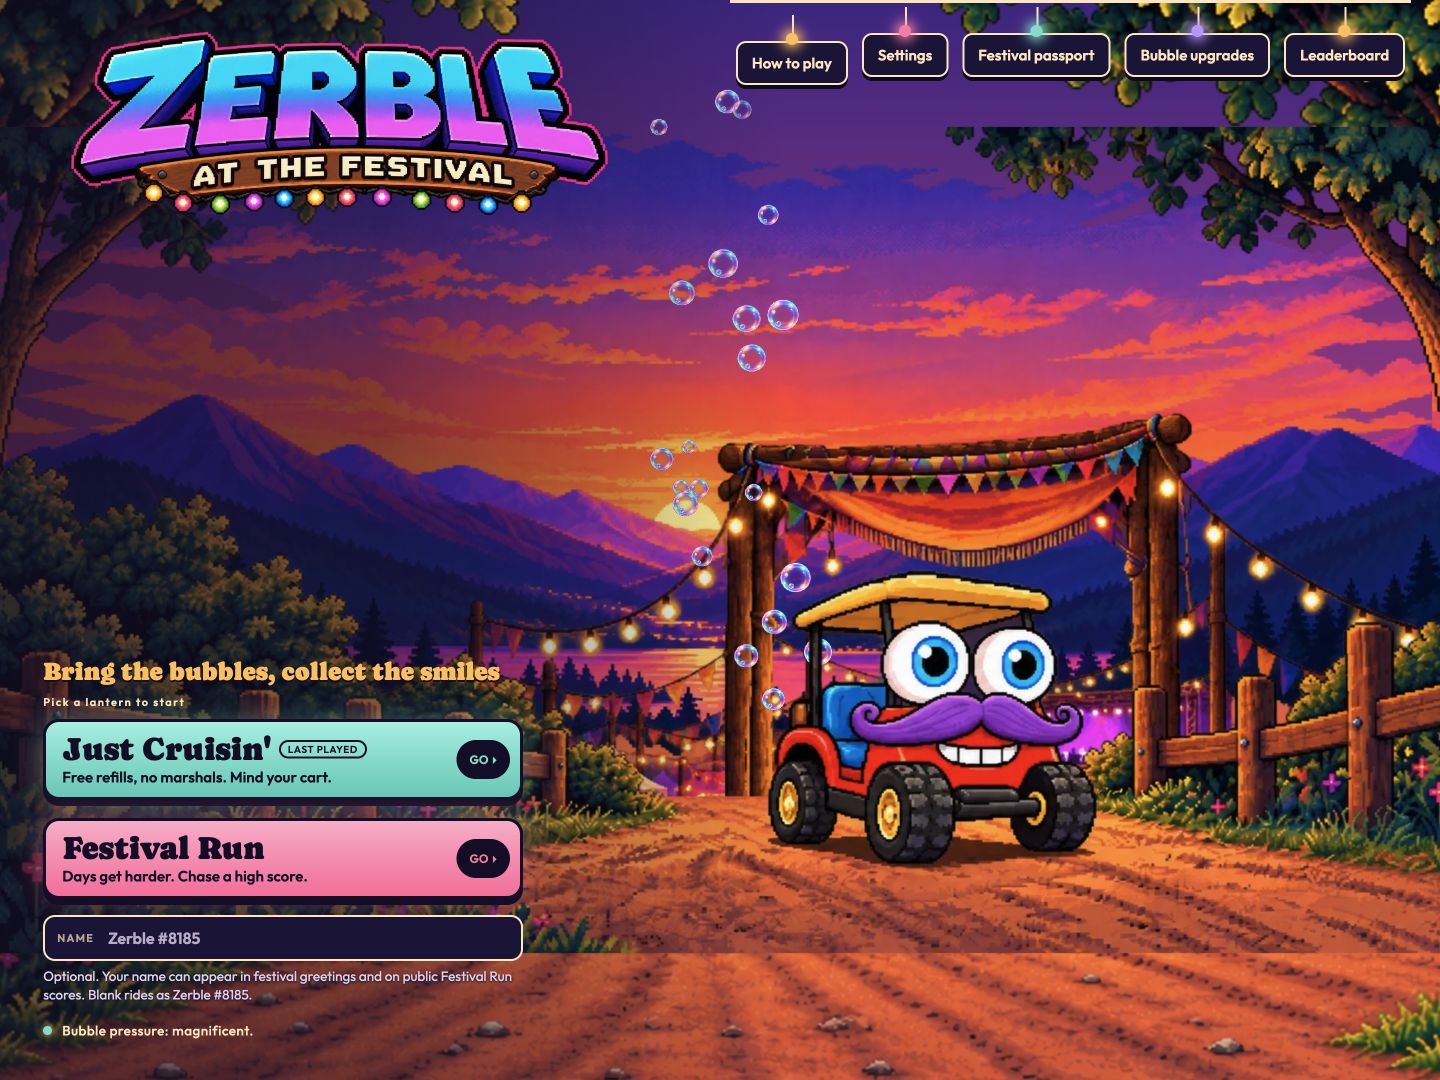 ZERBLE
AT THE FESTIVAL
How to play
Settings
Festival passport
Bubble upgrades
Leaderboard
Bring the bubbles, collect the smiles
Pick a lantern to start
Just Cruisin' LAST PLAYED
Free refills, no marshals. Mind your cart.
GO
Festival Run
Days get harder. Chase a high score.
GO
NAME Zerble #8185
Optional. Your name can appear in festival greetings and on public Festival Run
scores. Blank rides as Zerble #8185.
Bubble pressure: magnificent.